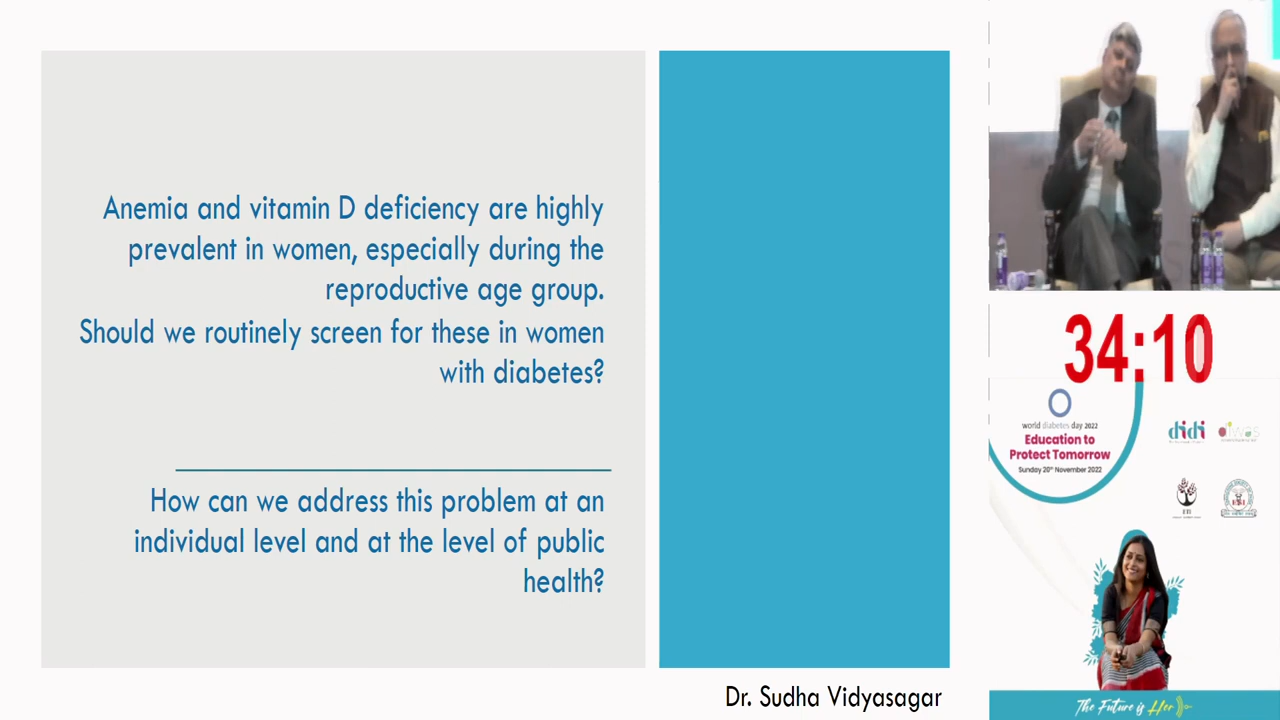 Anemia and vitamin D deficiency are highly
prevalent in women, especially during the
reproductive age group.
Should we routinely screen for these in women
with diabetes?
How can we address this problem at an
individual level and at the level of public
health?
Dr. Sudha Vidyasagar
34:10
world diabetes day 2022
Education to
Protect Tomorrow
Sunday 20th November 2022
didi
The Future is Her